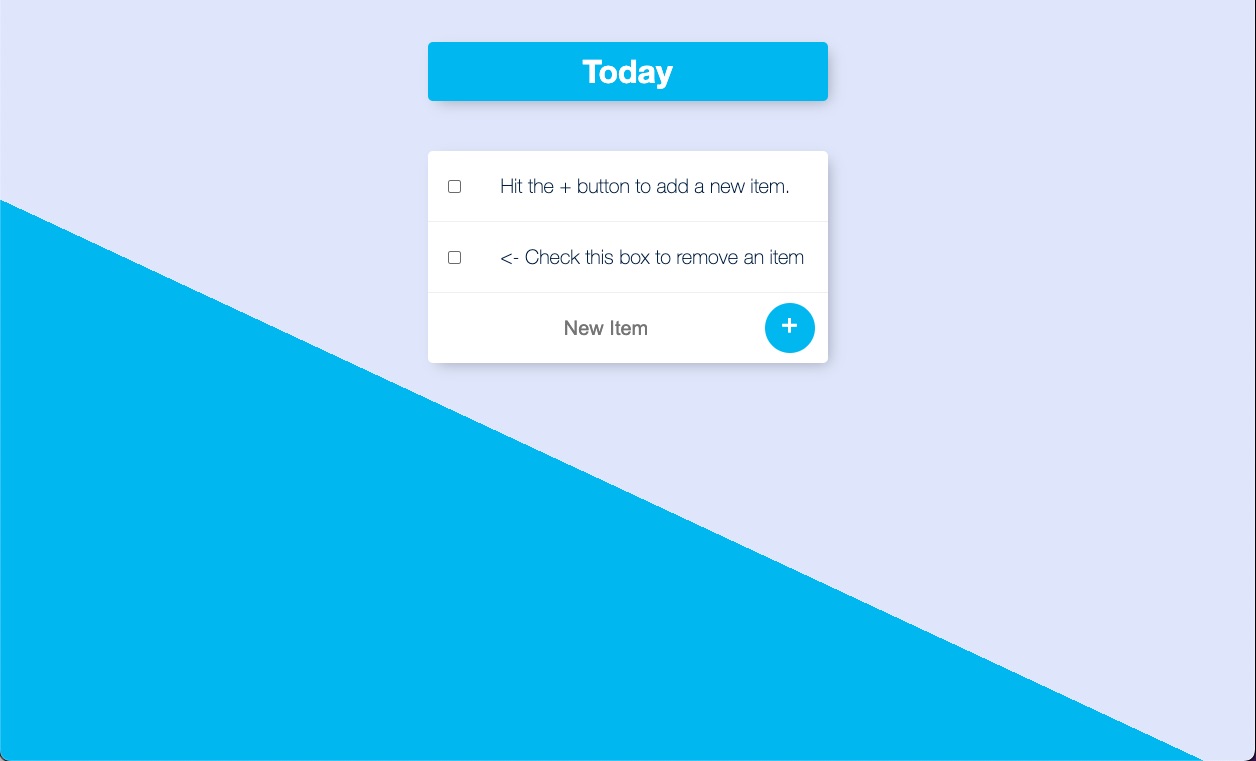 Today
Hit the + button to add a new item.
<- Check this box to remove an item
New Item
+